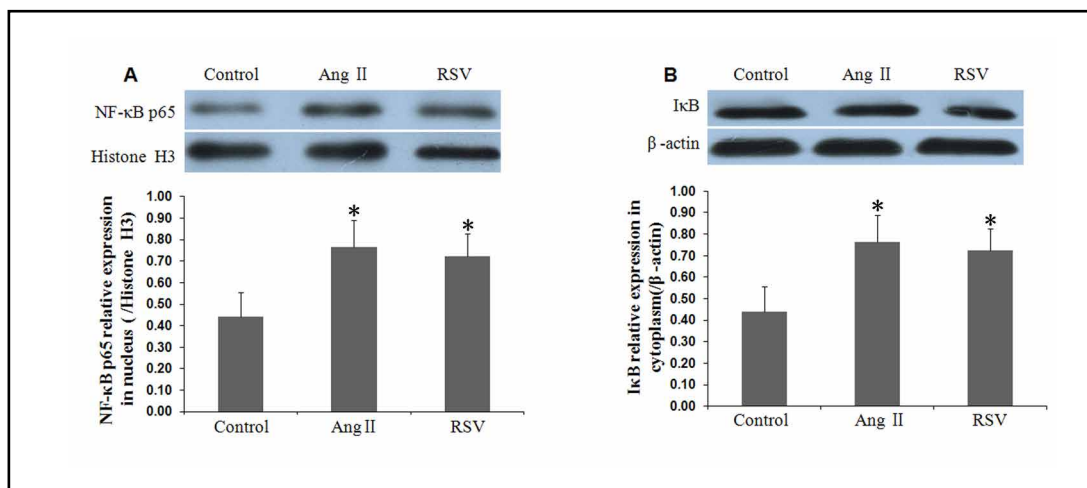 A
Control Ang Ⅱ RSV
NF-κB p65
Histone H3
NF-κB p65 relative expression
in nucleus ( /Histone H3)
1.00
0.90
0.80
0.70
0.60
0.50
0.40
0.30
0.20
0.10
0.00
*
*
Control Ang Ⅱ RSV
B
Control Ang Ⅱ RSV
IκB
β-actin
IκB relative expression in
cytoplasm(/β-actin)
1.00
0.90
0.80
0.70
0.60
0.50
0.40
0.30
0.20
0.10
0.00
*
*
Control Ang Ⅱ RSV